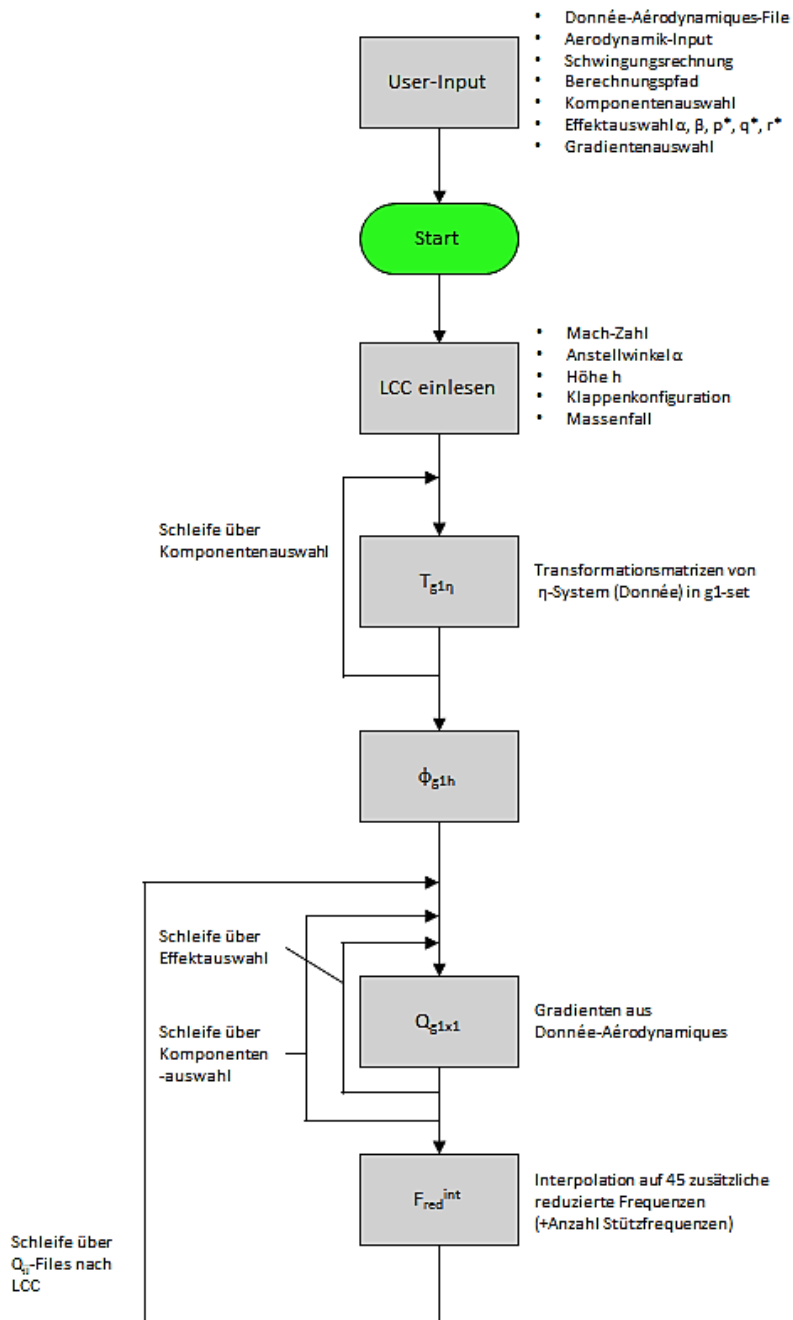 User-Input
• Donnée-Aérodynamiques-File
• Aerodynamik-Input
• Schwingungsrechnung
• Berechnungspfad
• Komponentenauswahl
• Effektauswahl α, β, p*, q*, r*
• Gradientenauswahl
Start
LCC einlesen
• Mach-Zahl
• Anstellwinkel α
• Höhe h
• Klappenkonfiguration
• Massenfall
Schleife über
Komponentenauswahl
Tg1η
Transformationsmatrizen von
η-System (Donnée) in g1-set
ϕg1h
Schleife über
Effektauswahl
Schleife über
Komponenten
-auswahl
Qg1x1
Gradienten aus
Donnée-Aérodynamiques
Fredint
Interpolation auf 45 zusätzliche
reduzierte Frequenzen
(+Anzahl Stützfrequenzen)
Schleife über
Qii-Files nach
LCC